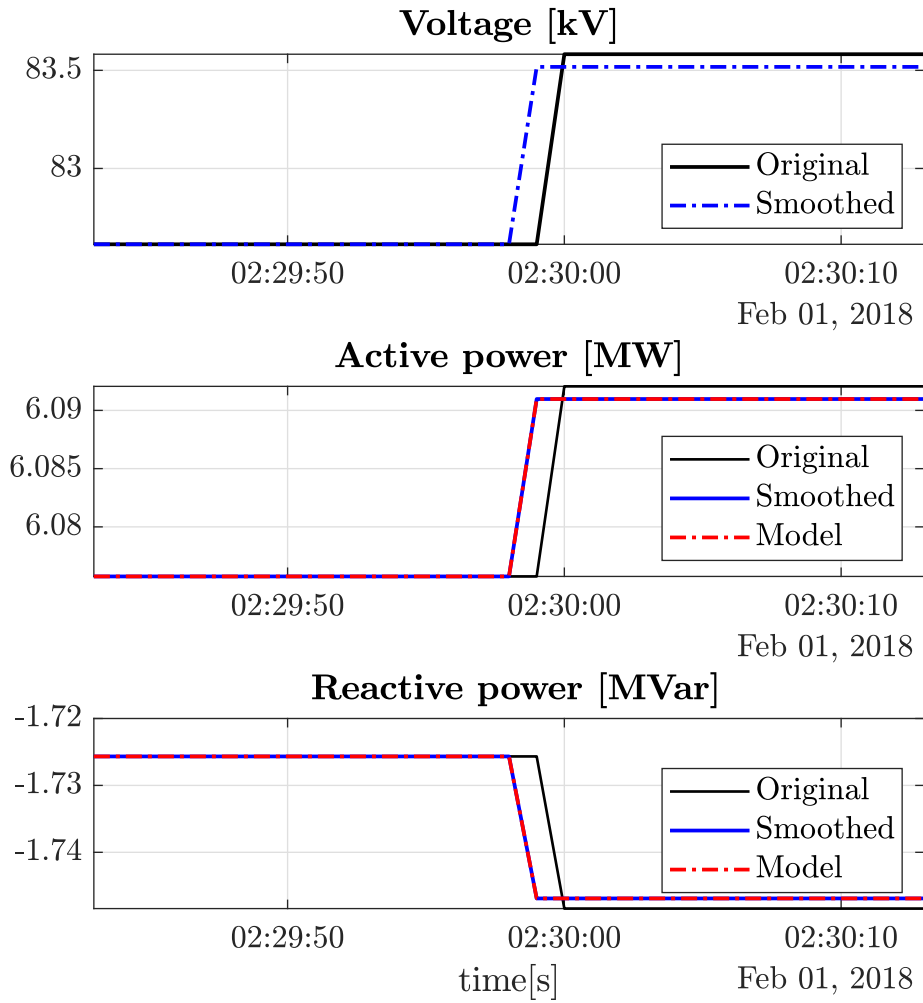 Voltage [kV]
83.5
83
Original
Smoothed
02:29:50 02:30:00 02:30:10
Feb 01, 2018
Active power [MW]
6.09
6.085
6.08
Original
Smoothed
Model
02:29:50 02:30:00 02:30:10
Feb 01, 2018
Reactive power [MVar]
-1.72
-1.73
-1.74
Original
Smoothed
Model
02:29:50 02:30:00 02:30:10
time[s] Feb 01, 2018